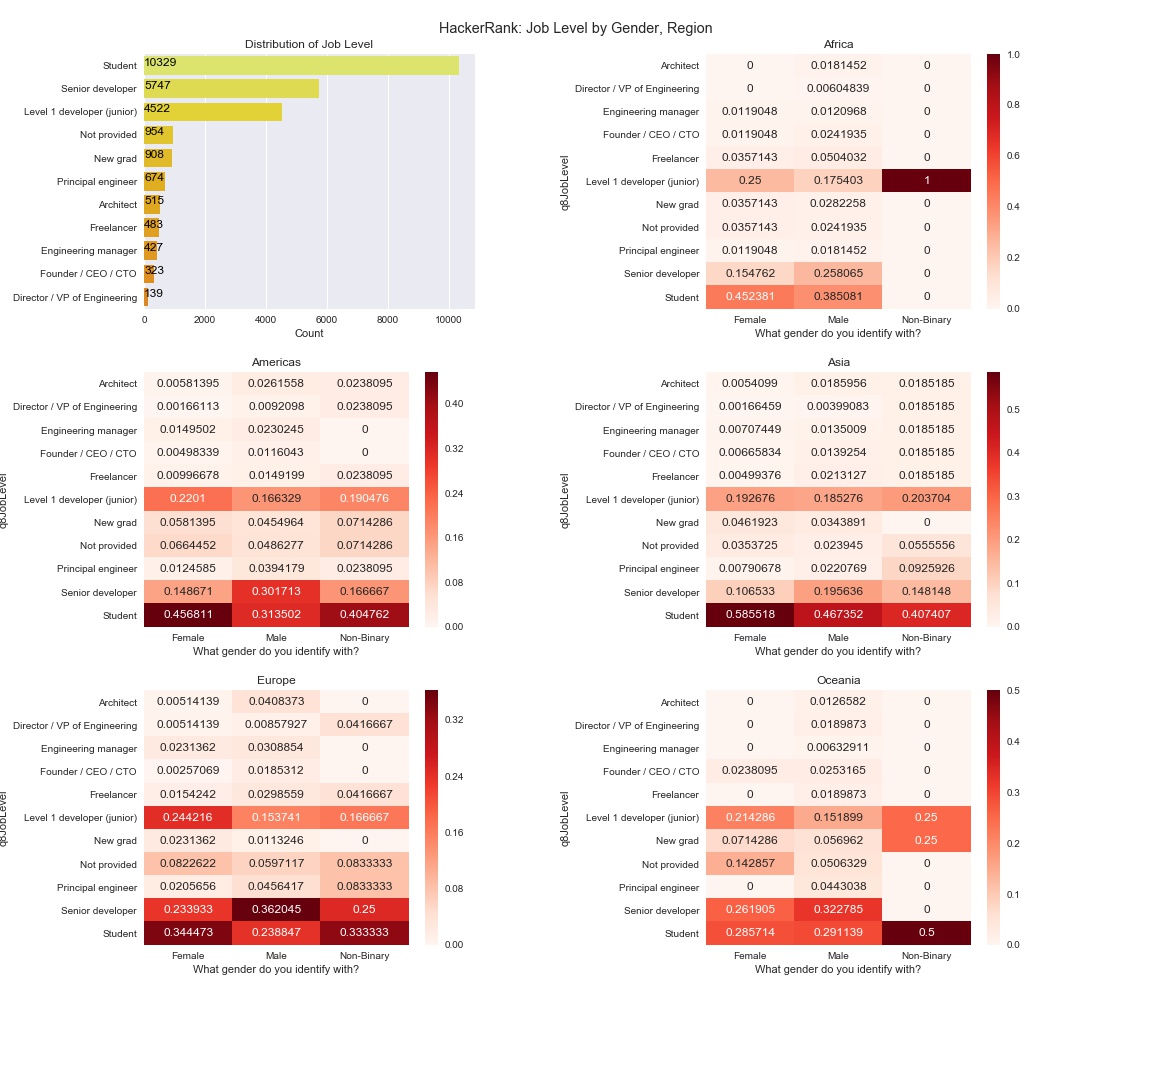 HackerRank: Job Level by Gender, Region
Distribution of Job Level
Student 10329
Senior developer 5747
Level 1 developer (junior) 4522
Not provided 954
New grad 908
Principal engineer 674
Architect 515
Freelancer 483
Engineering manager 427
Founder / CEO / CTO 323
Director / VP of Engineering 139
0 2000 4000 6000 8000 10000
Count
Africa
q8JobLevel
Architect 0 0.0181452 0
Director / VP of Engineering 0 0.00604839 0
Engineering manager 0.0119048 0.0120968 0
Founder / CEO / CTO 0.0119048 0.0241935 0
Freelancer 0.0357143 0.0504032 0
Level 1 developer (junior) 0.25 0.175403 1
New grad 0.0357143 0.0282258 0
Not provided 0.0357143 0.0241935 0
Principal engineer 0.0119048 0.0181452 0
Senior developer 0.154762 0.258065 0
Student 0.452381 0.385081 0
Female Male Non-Binary
What gender do you identify with?
1.0
0.8
0.6
0.4
0.2
0.0
Americas
q8JobLevel
Architect 0.00581395 0.0261558 0.0238095
Director / VP of Engineering 0.00166113 0.0092098 0.0238095
Engineering manager 0.0149502 0.0230245 0
Founder / CEO / CTO 0.00498339 0.0116043 0
Freelancer 0.00996678 0.0149199 0.0238095
Level 1 developer (junior) 0.2201 0.166329 0.190476
New grad 0.0581395 0.0454964 0.0714286
Not provided 0.0664452 0.0486277 0.0714286
Principal engineer 0.0124585 0.0394179 0.0238095
Senior developer 0.148671 0.301713 0.166667
Student 0.456811 0.313502 0.404762
Female Male Non-Binary
What gender do you identify with?
0.40
0.32
0.24
0.16
0.08
0.00
Asia
q8JobLevel
Architect 0.0054099 0.0185956 0.0185185
Director / VP of Engineering 0.00166459 0.00399083 0.0185185
Engineering manager 0.00707449 0.0135009 0.0185185
Founder / CEO / CTO 0.00665834 0.0139254 0.0185185
Freelancer 0.00499376 0.0213127 0.0185185
Level 1 developer (junior) 0.192676 0.185276 0.203704
New grad 0.0461923 0.0343891 0
Not provided 0.0353725 0.023945 0.0555556
Principal engineer 0.00790678 0.0220769 0.0925926
Senior developer 0.106533 0.195636 0.148148
Student 0.585518 0.467352 0.407407
Female Male Non-Binary
What gender do you identify with?
0.5
0.4
0.3
0.2
0.1
0.0
Europe
q8JobLevel
Architect 0.00514139 0.0408373 0
Director / VP of Engineering 0.00514139 0.00857927 0.0416667
Engineering manager 0.0231362 0.0308854 0
Founder / CEO / CTO 0.00257069 0.0185312 0
Freelancer 0.0154242 0.0298559 0.0416667
Level 1 developer (junior) 0.244216 0.153741 0.166667
New grad 0.0231362 0.0113246 0
Not provided 0.0822622 0.0597117 0.0833333
Principal engineer 0.0205656 0.0456417 0.0833333
Senior developer 0.233933 0.362045 0.25
Student 0.344473 0.238847 0.333333
Female Male Non-Binary
What gender do you identify with?
0.32
0.24
0.16
0.08
0.00
Oceania
q8JobLevel
Architect 0 0.0126582 0
Director / VP of Engineering 0 0.0189873 0
Engineering manager 0 0.00632911 0
Founder / CEO / CTO 0.0238095 0.0253165 0
Freelancer 0 0.0189873 0
Level 1 developer (junior) 0.214286 0.151899 0.25
New grad 0.0714286 0.056962 0.25
Not provided 0.142857 0.0506329 0
Principal engineer 0 0.0443038 0
Senior developer 0.261905 0.322785 0
Student 0.285714 0.291139 0.5
Female Male Non-Binary
What gender do you identify with?
0.5
0.4
0.3
0.2
0.1
0.0